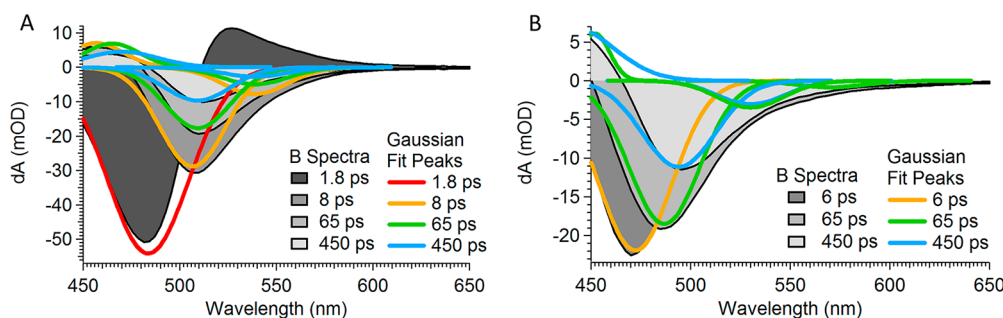 A
10
0
-10
-20
-30
-40
-50
dA (mOD)
B Spectra
1.8 ps
8 ps
65 ps
450 ps
Gaussian
Fit Peaks
1.8 ps
8 ps
65 ps
450 ps
450
500
550
600
650
Wavelength (nm)
B
5
0
-5
-10
-15
-20
dA (mOD)
B Spectra
6 ps
65 ps
450 ps
Gaussian
Fit Peaks
6 ps
65 ps
450 ps
450
500
550
600
650
Wavelength (nm)